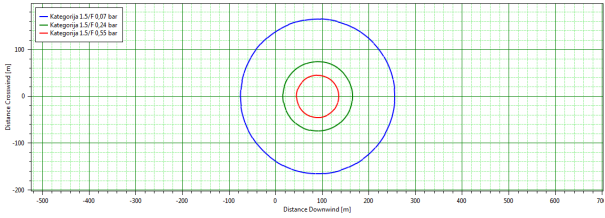 Kategorija 1.5/F 0,07 bar
Kategorija 1.5/F 0,24 bar
Kategorija 1.5/F 0,55 bar
100
0
-100
-200
Distance Crosswind [m]
-500 -400 -300 -200 -100 0 100 200 300 400 500 600 700
Distance Downwind [m]